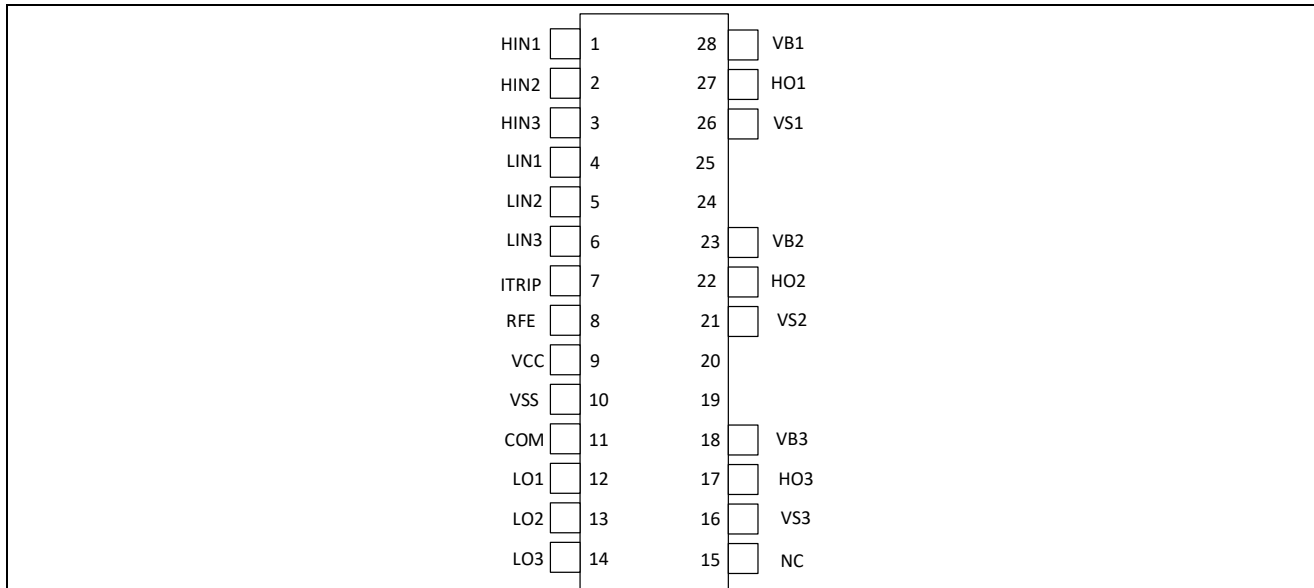 HIN1 1 28 VB1
HIN2 2 27 HO1
HIN3 3 26 VS1
LIN1 4 25
LIN2 5 24
LIN3 6 23 VB2
ITRIP 7 22 HO2
RFE 8 21 VS2
VCC 9 20
VSS 10 19
COM 11 18 VB3
LO1 12 17 HO3
LO2 13 16 VS3
LO3 14 15 NC